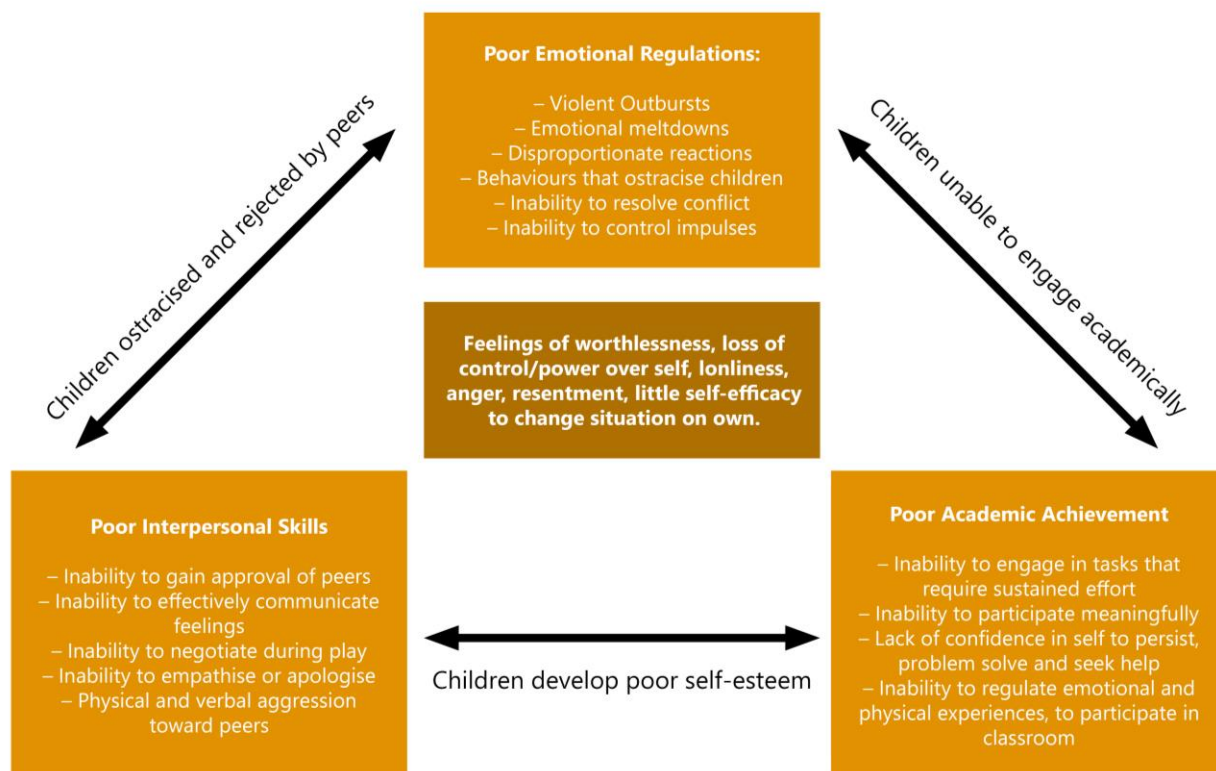 Poor Emotional Regulations:
– Violent Outbursts
– Emotional meltdowns
– Disproportionate reactions
– Behaviours that ostracise children
– Inability to resolve conflict
– Inability to control impulses
Children ostracised and rejected by peers
Children unable to engage academically
Feelings of worthlessness, loss of
control/power over self, lonliness,
anger, resentment, little self-efficacy
to change situation on own.
Poor Interpersonal Skills
– Inability to gain approval of peers
– Inability to effectively communicate
feelings
– Inability to negotiate during play
– Inability to empathise or apologise
– Physical and verbal aggression
toward peers
Children develop poor self-esteem
Poor Academic Achievement
– Inability to engage in tasks that
require sustained effort
– Inability to participate meaningfully
– Lack of confidence in self to persist,
problem solve and seek help
– Inability to regulate emotional and
physical experiences, to participate in
classroom